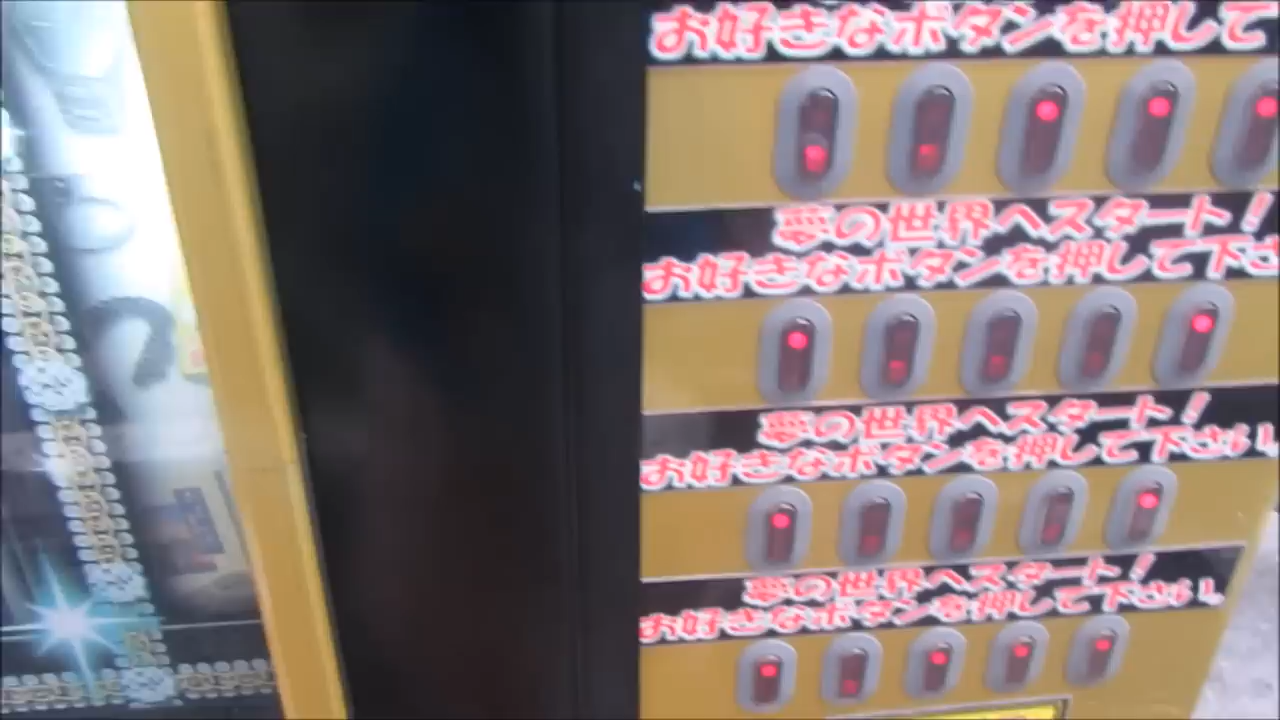 お好きなボタンを押して
夢の世界へスタート!
お好きなボタンを押して下さ
夢の世界へスタート!
お好きなボタンを押して下さい。
夢の世界へスタート!
お好きなボタンを押して下さい。